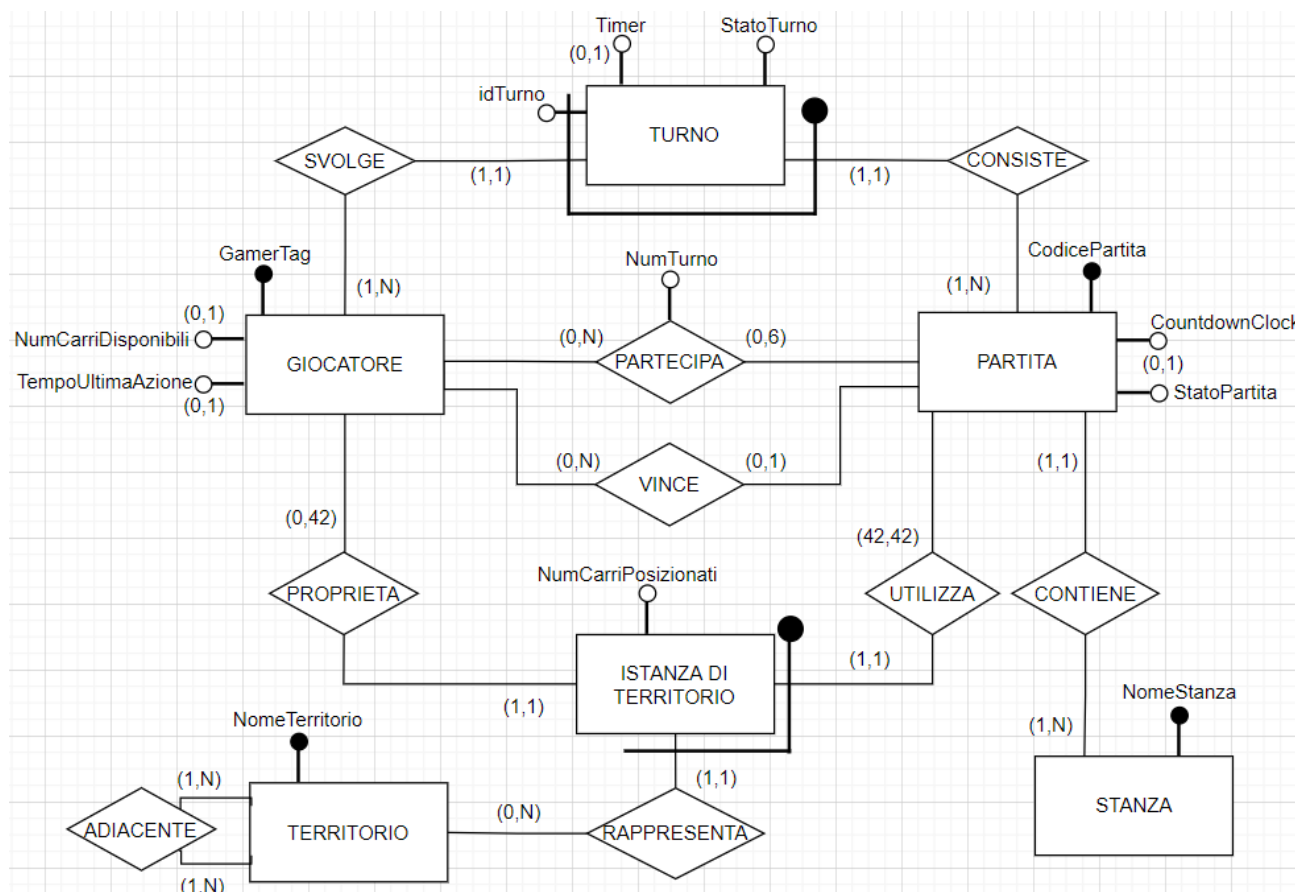 Timer
StatoTurno
(0,1)
idTurno
TURNO
SVOLGE
CONSISTE
(1,1)
(1,1)
GamerTag
NumTurno
CodicePartita
(1,N)
(1,N)
(0,1)
NumCarriDisponibili
CountdownClock
(0,N)
(0,6)
GIOCATORE
PARTECIPA
PARTITA
(0,1)
TempoUltimaAzione
StatoPartita
(0,1)
(0,N)
(0,1)
(1,1)
VINCE
(0,42)
(42,42)
NumCarriPosizionati
PROPRIETA
UTILIZZA
CONTIENE
(1,1)
ISTANZA DI
TERRITORIO
(1,1)
NomeStanza
NomeTerritorio
(1,N)
(1,N)
(1,1)
STANZA
(0,N)
ADIACENTE
TERRITORIO
RAPPRESENTA
(1,N)